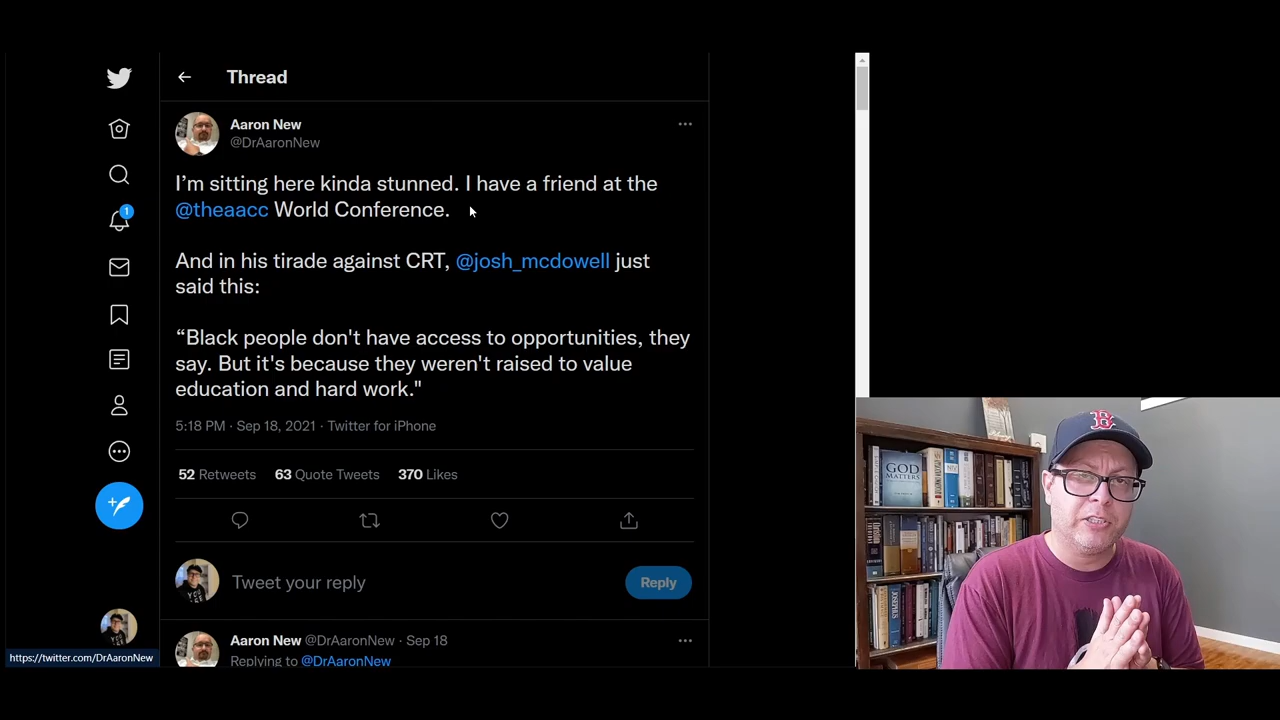 Thread
Aaron New
@DrAaronNew
I’m sitting here kinda stunned. I have a friend at the
@theaacc World Conference.
And in his tirade against CRT, @josh_mcdowell just
said this:
“Black people don't have access to opportunities, they
say. But it's because they weren't raised to value
education and hard work."
5:18 PM · Sep 18, 2021 · Twitter for iPhone
52 Retweets 63 Quote Tweets 370 Likes
Tweet your reply
Reply
Aaron New @DrAaronNew · Sep 18
Replying to @DrAaronNew
https://twitter.com/DrAaronNew
1
GOD
MATTERS
NIV
JOSEPHUS
B